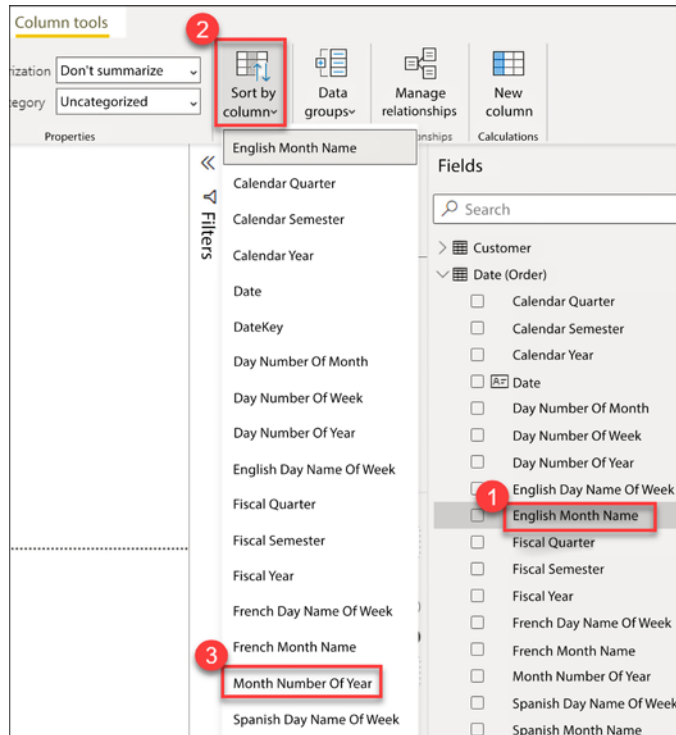 Column tools
2
rization Don't summarize
egory Uncategorized
Properties
Sort by
column
Data
groups
Manage
relationships
nships
New
column
Calculations
English Month Name
Calendar Quarter
Calendar Semester
Calendar Year
Date
DateKey
Day Number Of Month
Day Number Of Week
Day Number Of Year
English Day Name Of Week
Fiscal Quarter
Fiscal Semester
Fiscal Year
French Day Name Of Week
French Month Name
3
Month Number Of Year
Spanish Day Name Of Week
Filters
Fields
Search
Customer
Date (Order)
Calendar Quarter
Calendar Semester
Calendar Year
Date
Day Number Of Month
Day Number Of Week
Day Number Of Year
English Day Name Of Week
1
English Month Name
Fiscal Quarter
Fiscal Semester
Fiscal Year
French Day Name Of Week
French Month Name
Month Number Of Year
Spanish Day Name Of Week
Spanish Month Name